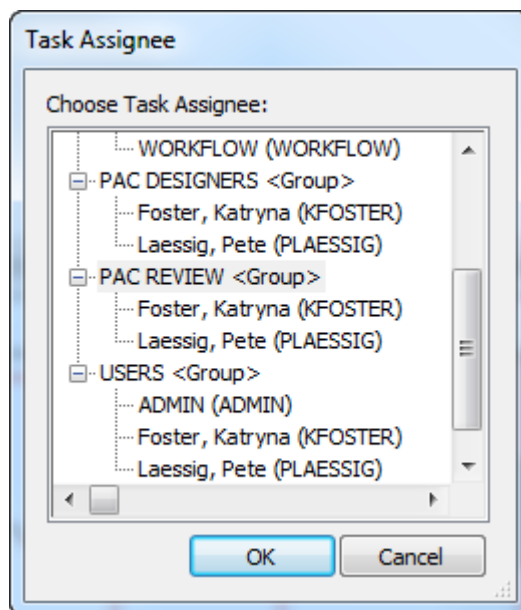 Task Assignee
Choose Task Assignee:
WORKFLOW (WORKFLOW)
PAC DESIGNERS <Group>
Foster, Katryna (KFOSTER)
Laessig, Pete (PLAESSIG)
PAC REVIEW <Group>
Foster, Katryna (KFOSTER)
Laessig, Pete (PLAESSIG)
USERS <Group>
ADMIN (ADMIN)
Foster, Katryna (KFOSTER)
Laessig, Pete (PLAESSIG)
OK Cancel